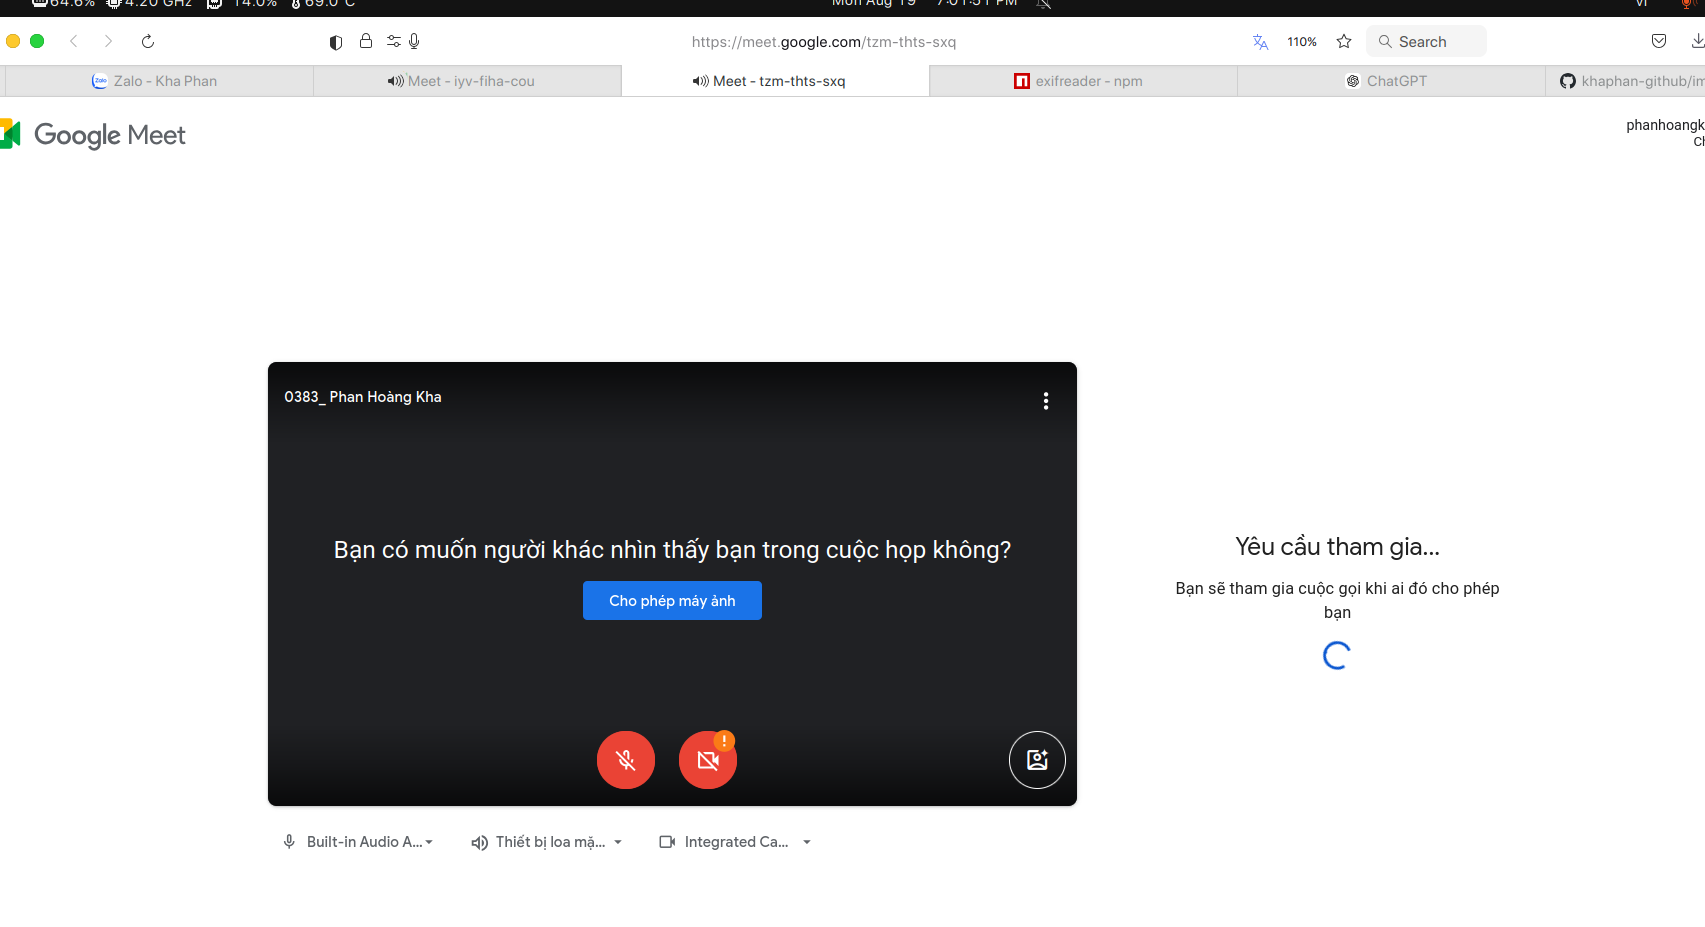 64.6% 4.20 GHz 14.0% 69.0°C Mon Aug 19 7:01:51 PM vi
https://meet.google.com/tzm-thts-sxq 110% Search
Zalo - Kha Phan Meet - iyv-fiha-cou Meet - tzm-thts-sxq exifreader - npm ChatGPT khaphan-github/im
Google Meet
phanhoangk
Ch
0383_ Phan Hoàng Kha
Bạn có muốn người khác nhìn thấy bạn trong cuộc họp không?
Cho phép máy ảnh
Yêu cầu tham gia...
Bạn sẽ tham gia cuộc gọi khi ai đó cho phép
bạn
Built-in Audio A... Thiết bị loa mặ... Integrated Ca...